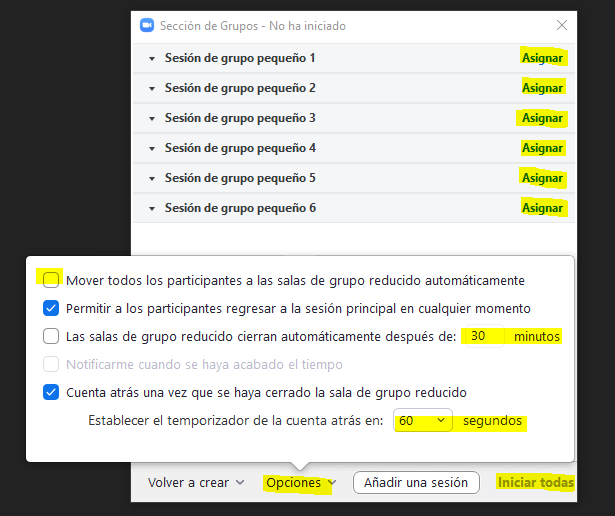 Sección de Grupos - No ha iniciado
Sesión de grupo pequeño 1 Asignar
Sesión de grupo pequeño 2 Asignar
Sesión de grupo pequeño 3 Asignar
Sesión de grupo pequeño 4 Asignar
Sesión de grupo pequeño 5 Asignar
Sesión de grupo pequeño 6 Asignar
Mover todos los participantes a las salas de grupo reducido automáticamente
Permitir a los participantes regresar a la sesión principal en cualquier momento
Las salas de grupo reducido cierran automáticamente después de: 30 minutos
Notificarme cuando se haya acabado el tiempo
Cuenta atrás una vez que se haya cerrado la sala de grupo reducido
Establecer el temporizador de la cuenta atrás en: 60 segundos
Volver a crear Opciones Añadir una sesión Iniciar todas